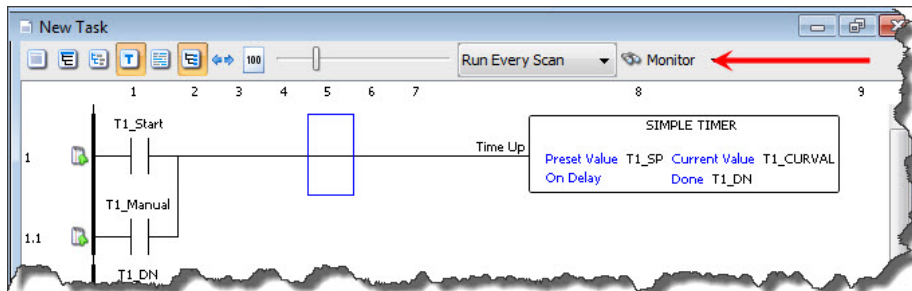 New Task
100 Run Every Scan Monitor
1 2 3 4 5 6 7 8 9
T1_Start
SIMPLE TIMER
1 Time Up
Preset Value T1_SP Current Value T1_CURVAL
On Delay Done T1_DN
T1_Manual
1.1
T1_DN